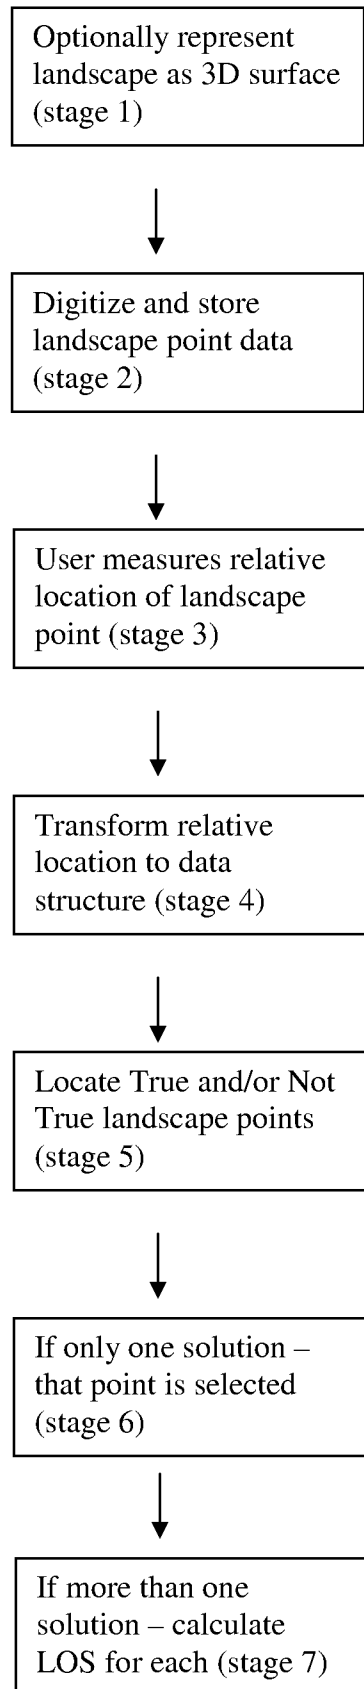 Optionally represent
landscape as 3D surface
(stage 1)
Digitize and store
landscape point data
(stage 2)
User measures relative
location of landscape
point (stage 3)
Transform relative
location to data
structure (stage 4)
Locate True and/or Not
True landscape points
(stage 5)
If only one solution –
that point is selected
(stage 6)
If more than one
solution – calculate
LOS for each (stage 7)